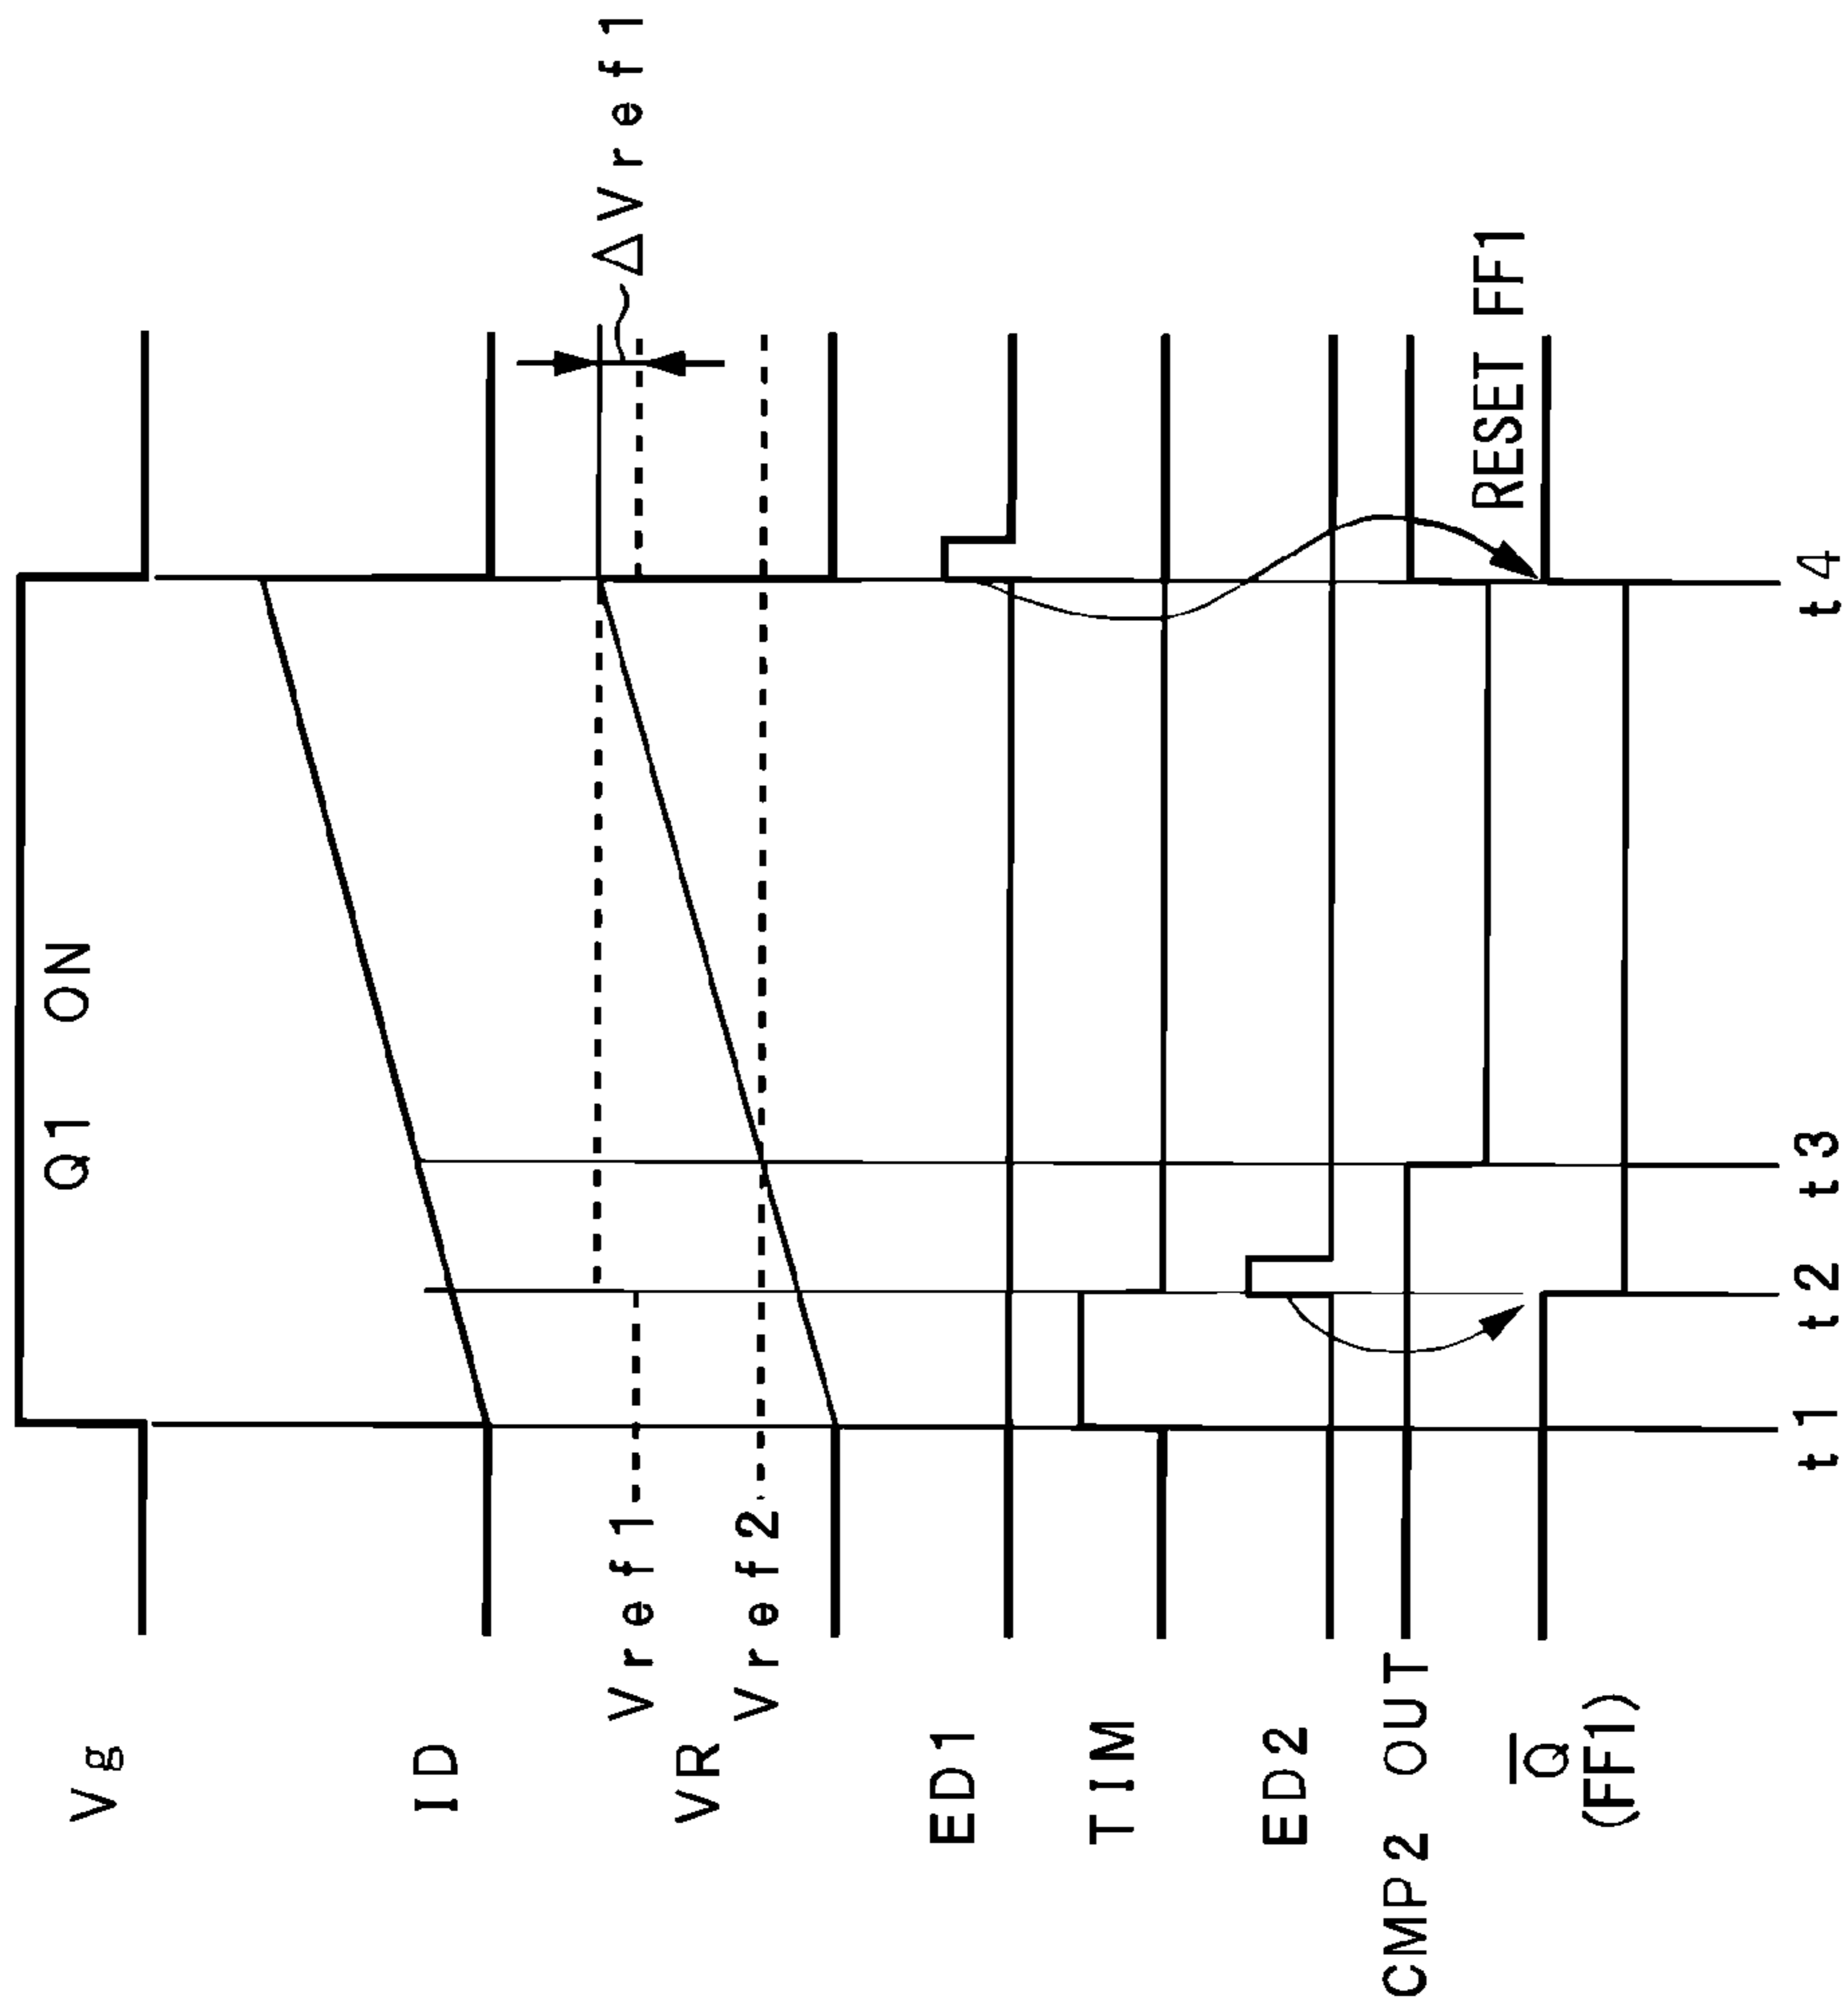 Vg
Q1 ON
ID
Vref1
VR
Vref2
ΔVref1
ED1
TIM
ED2
CMP2 OUT
RESET FF1
Q̅
(FF1)
t1 t2 t3 t4